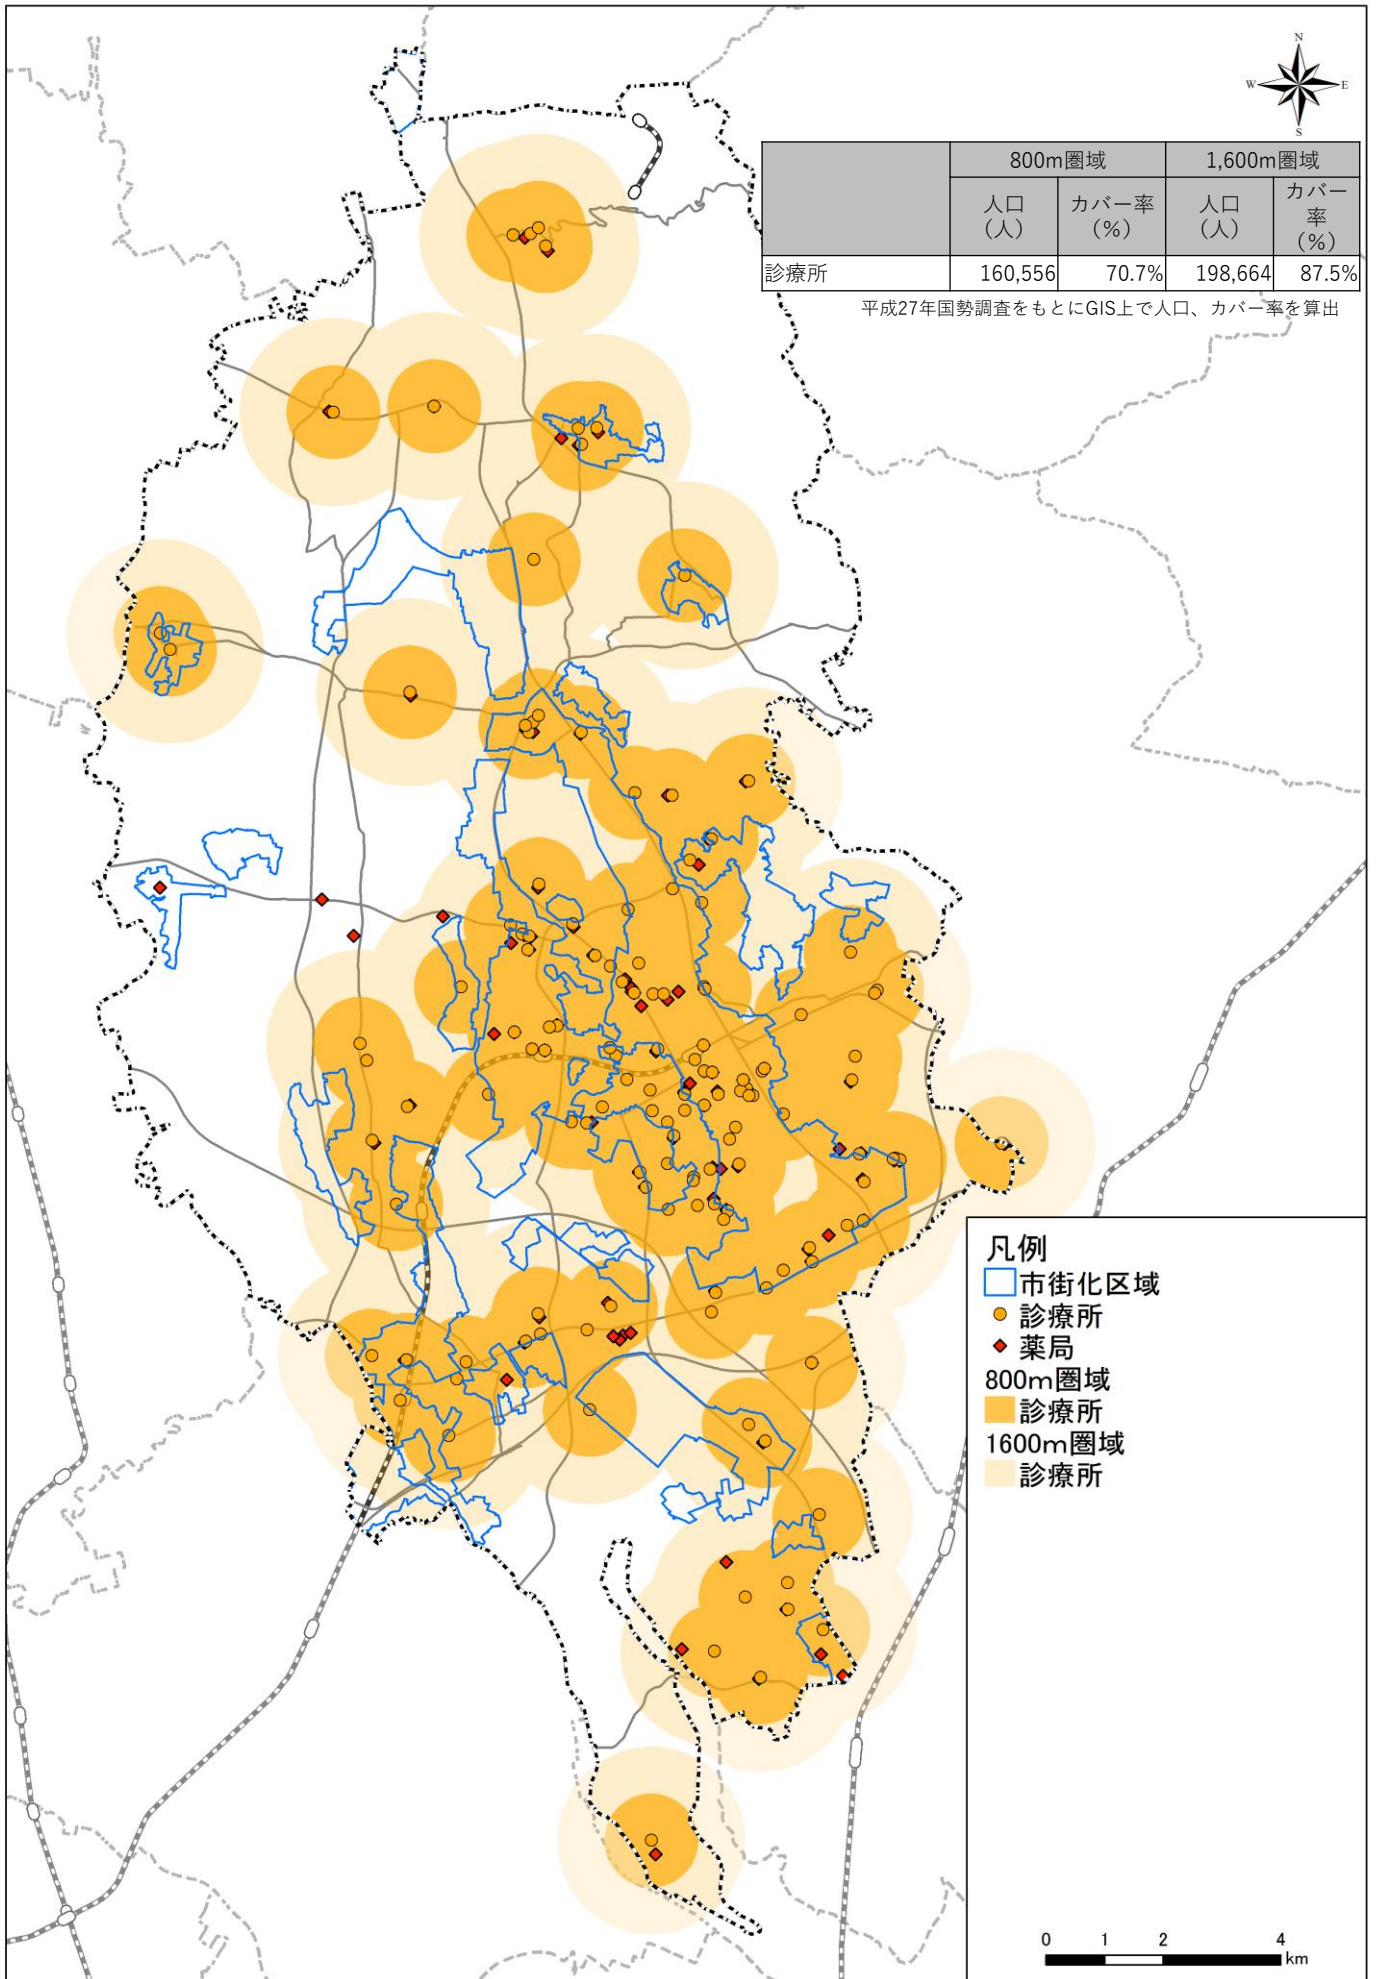 N
W E
S
800m圏域 1,600m圏域
人口
(人)
カバー率
(%)
人口
(人)
カバー
率
(%)
診療所 160,556 70.7% 198,664 87.5%
平成27年国勢調査をもとにGIS上で人口、カバー率を算出
凡例
市街化区域
診療所
薬局
800m圏域
診療所
1600m圏域
診療所
0 1 2 4
km